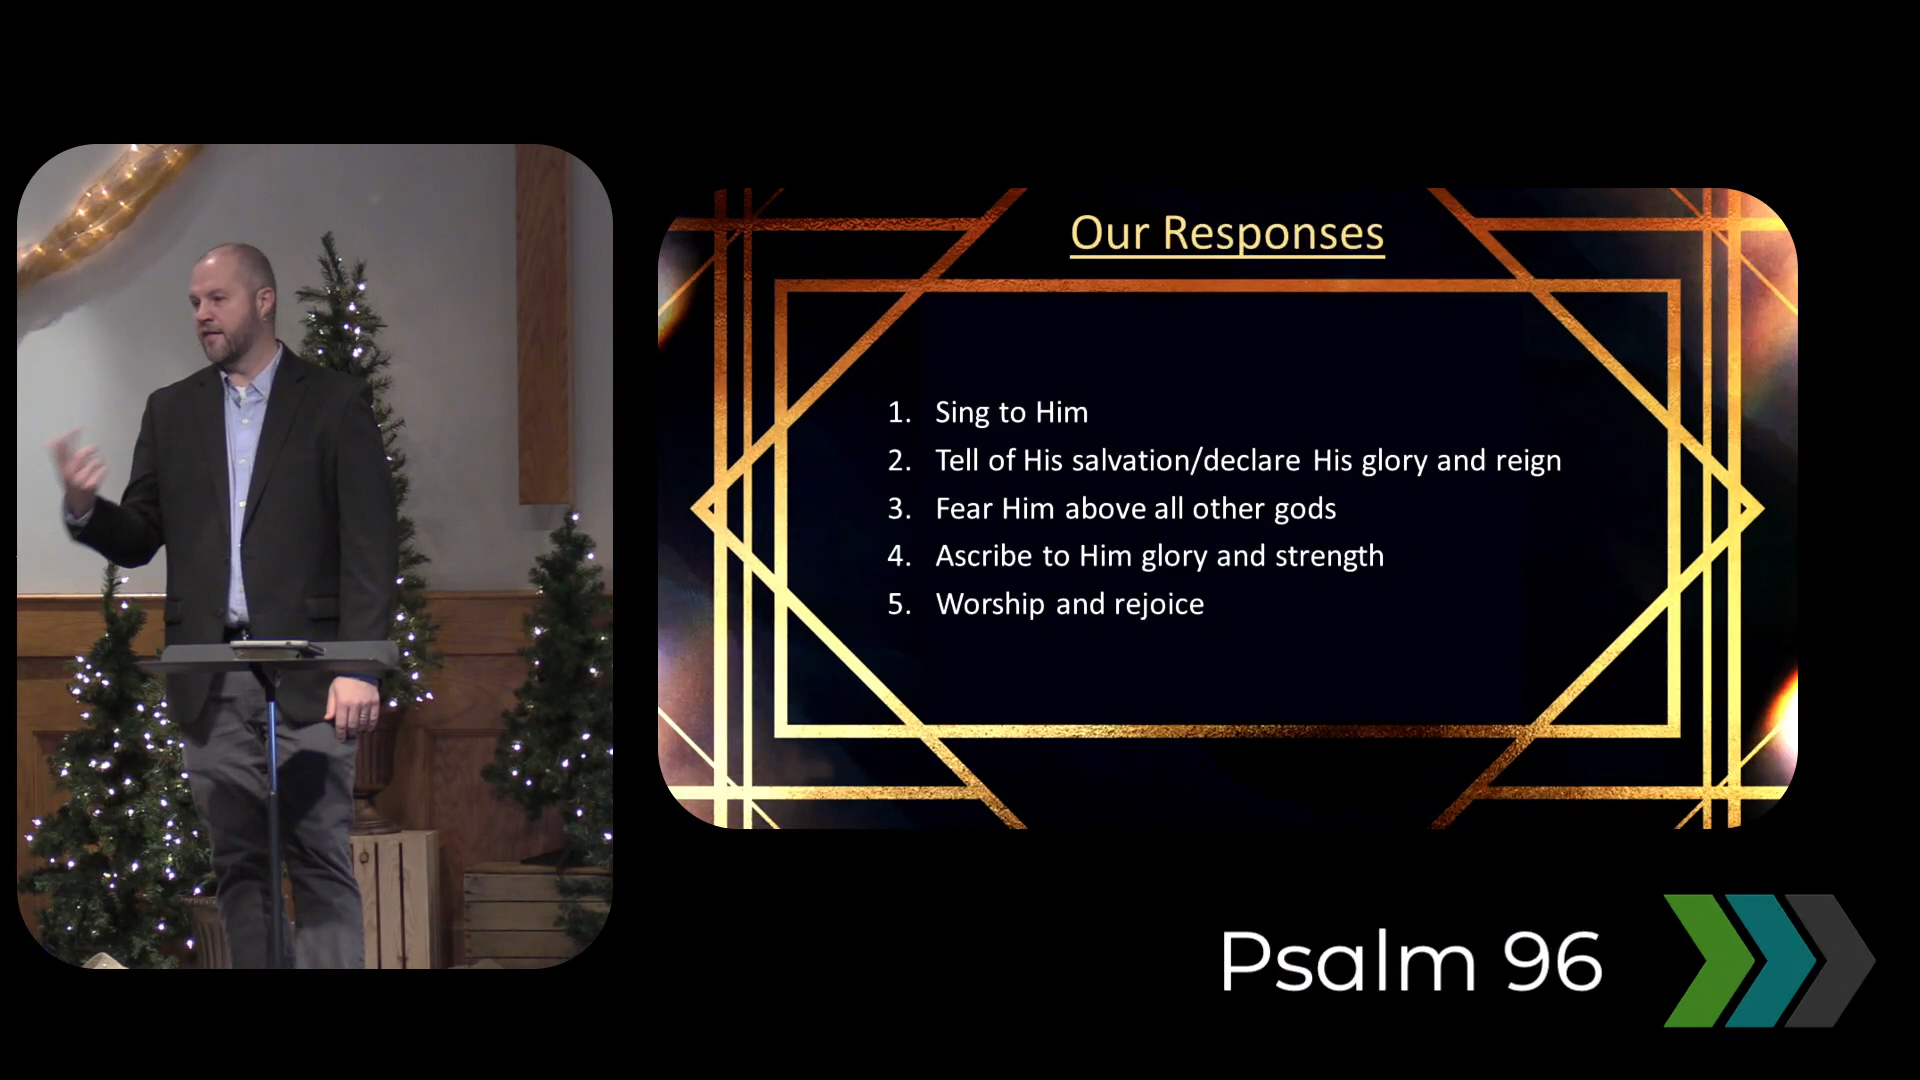 Our Responses
1. Sing to Him
2. Tell of His salvation/declare His glory and reign
3. Fear Him above all other gods
4. Ascribe to Him glory and strength
5. Worship and rejoice
Psalm 96